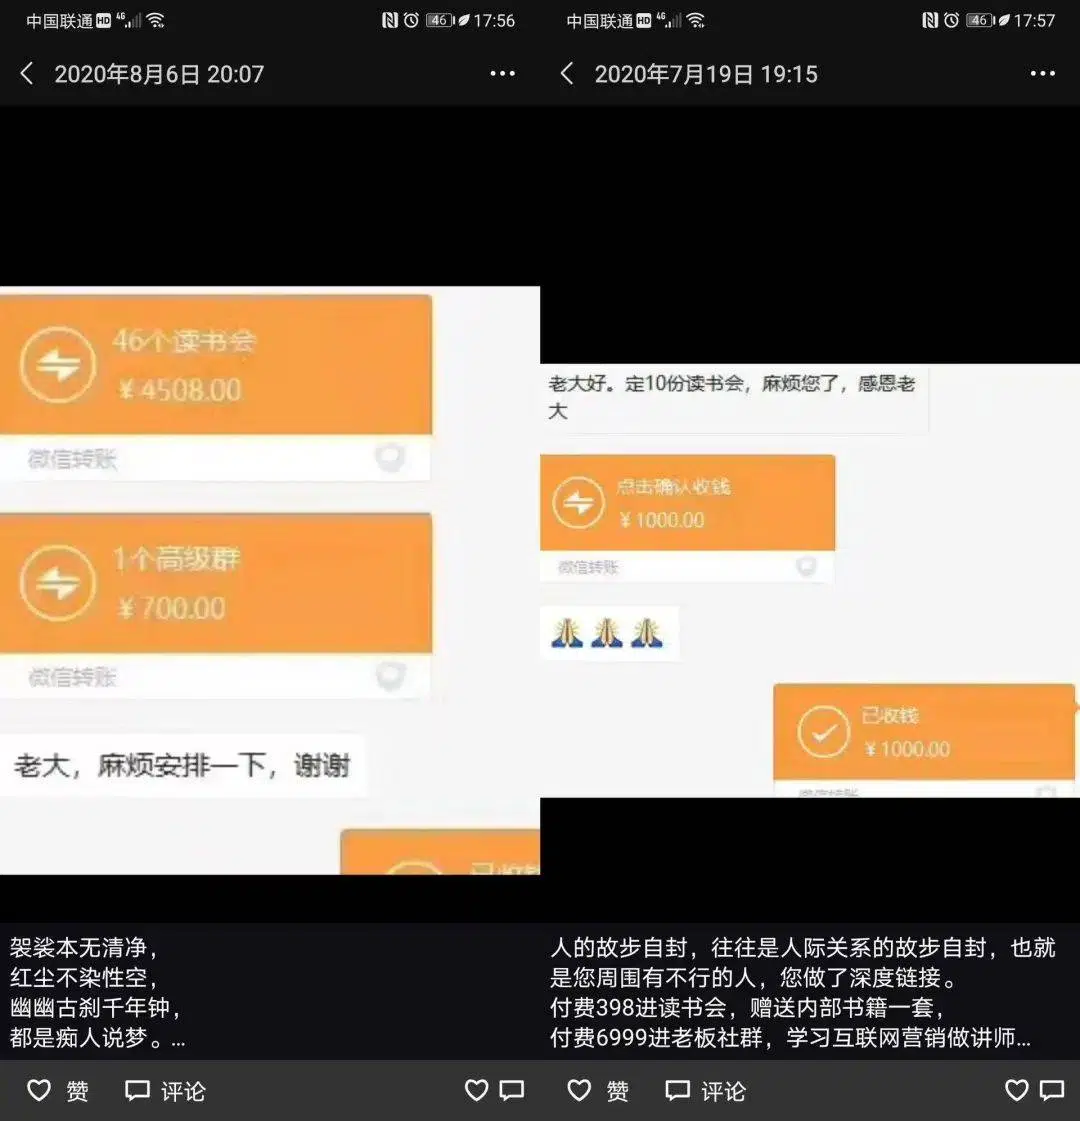 中国联通HD 4G 46 17:56
2020年8月6日 20:07
46个读书会
¥4508.00
微信转账
1个高级群
¥700.00
微信转账
老大，麻烦安排一下，谢谢
已收钱
袈裟本无清净，
红尘不染性空，
幽幽古刹千年钟，
都是痴人说梦。...
赞 评论
中国联通HD 4G 46 17:57
2020年7月19日 19:15
老大好。定10份读书会，麻烦您了，感恩老
大
点击确认收钱
¥1000.00
微信转账
已收钱
¥1000.00
微信转账
人的故步自封，往往是人际关系的故步自封，也就
是您周围有不行的人，您做了深度链接。
付费398进读书会，赠送内部书籍一套，
付费6999进老板社群，学习互联网营销做讲师...
赞 评论